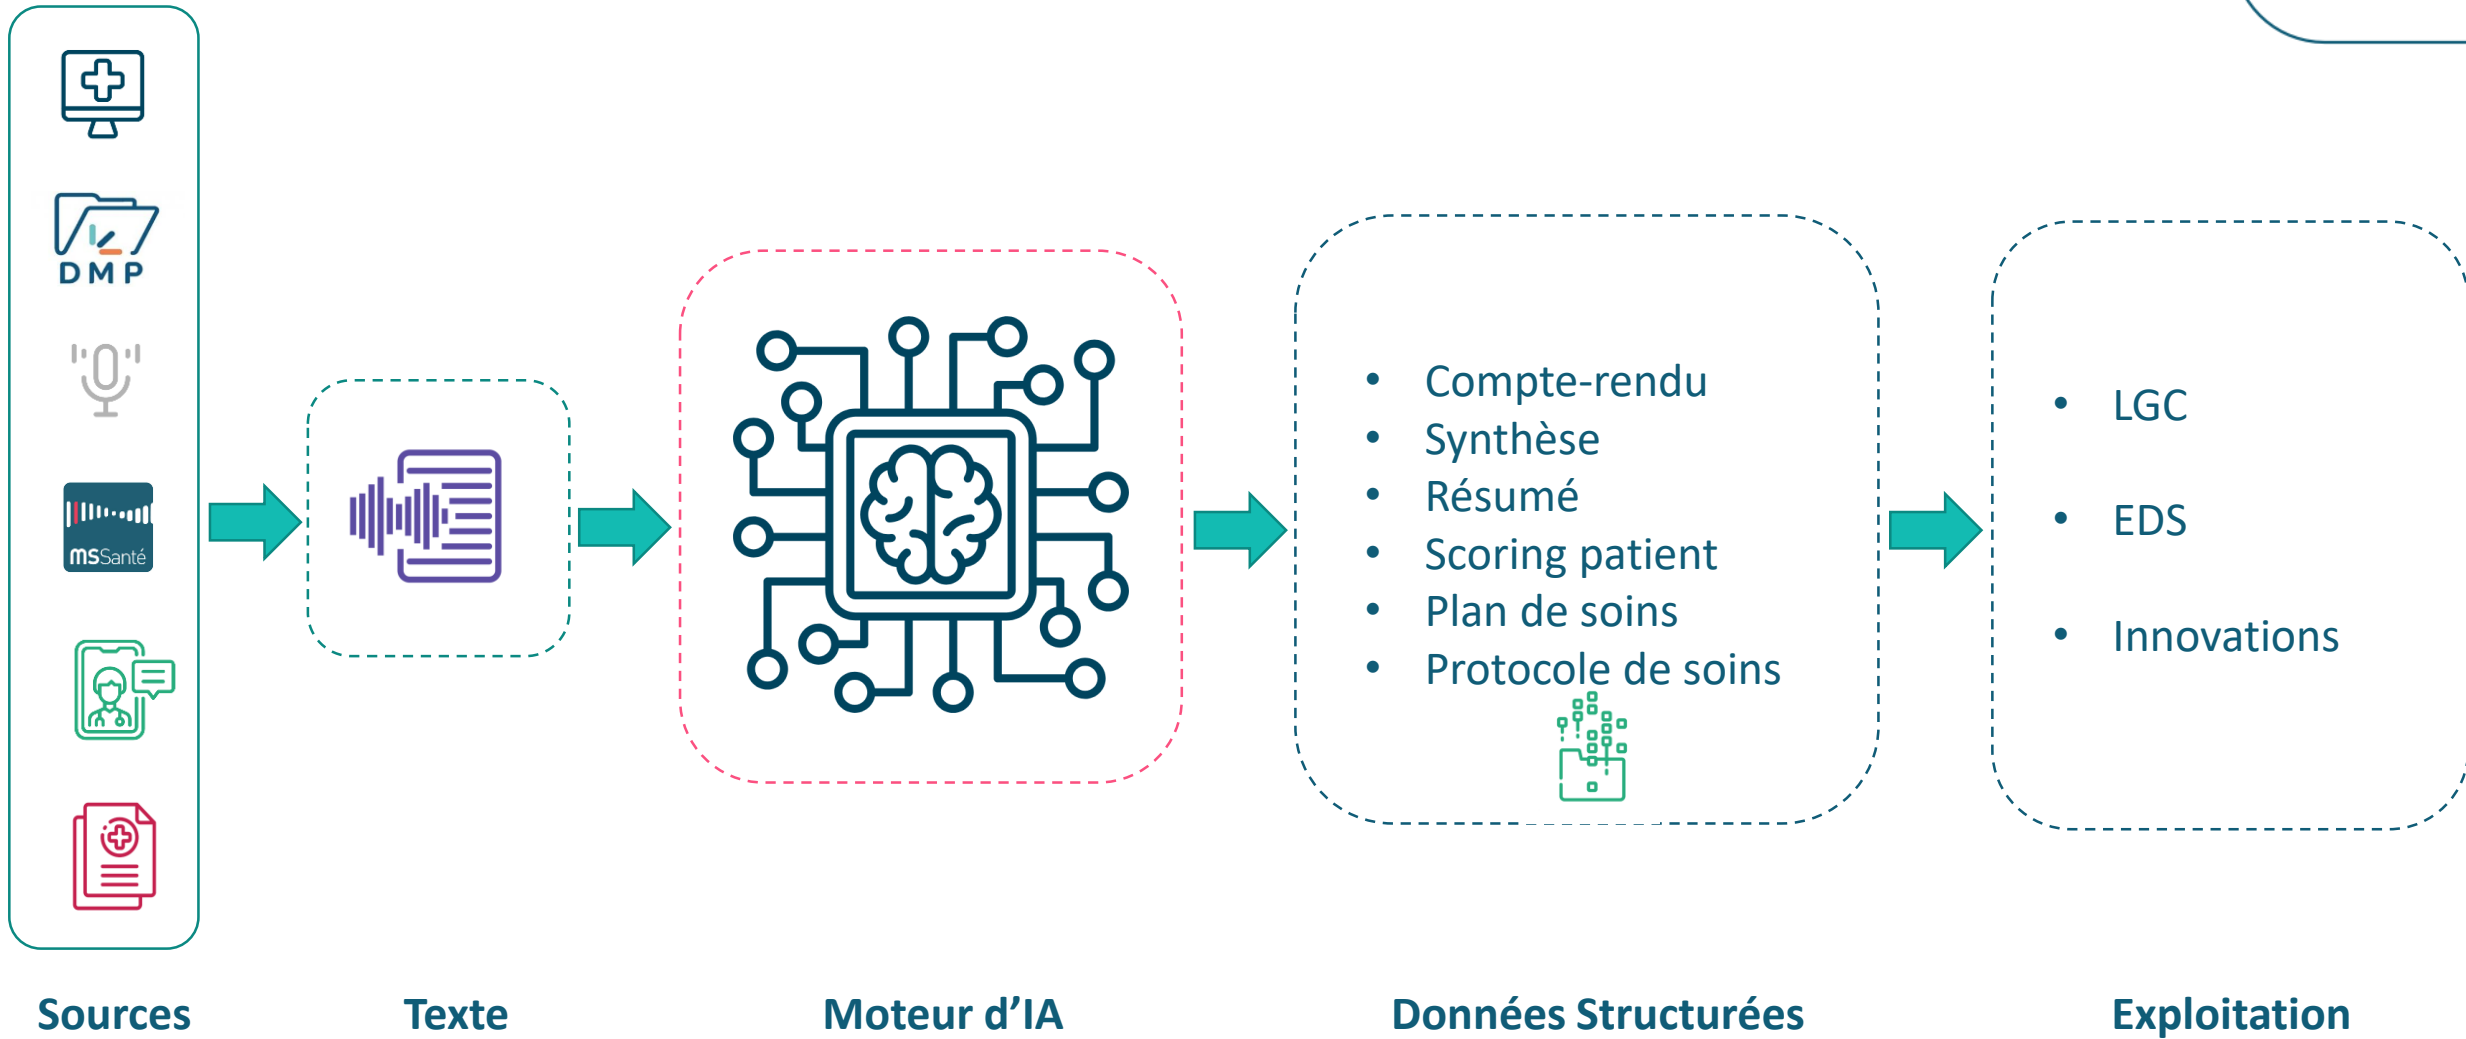 DMP
MSSanté
• Compte-rendu
• Synthèse
• Résumé
• Scoring patient
• Plan de soins
• Protocole de soins
• LGC
• EDS
• Innovations
Sources
Texte
Moteur d’IA
Données Structurées
Exploitation